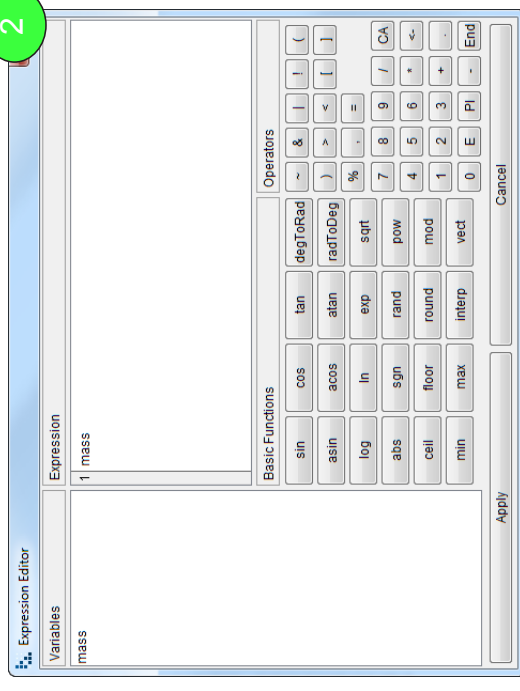 2
Expression Editor
Variables
Expression
mass
1 mass
Basic Functions
Operators
sin cos tan degToRad ~ & | ! (
asin acos atan radToDeg ) > < [ ]
log ln exp sqrt % , =
abs sgn rand pow 7 8 9 / CA
ceil floor round mod 4 5 6 * <-
min max interp vect 1 2 3 + .
0 E PI - End
Apply Cancel